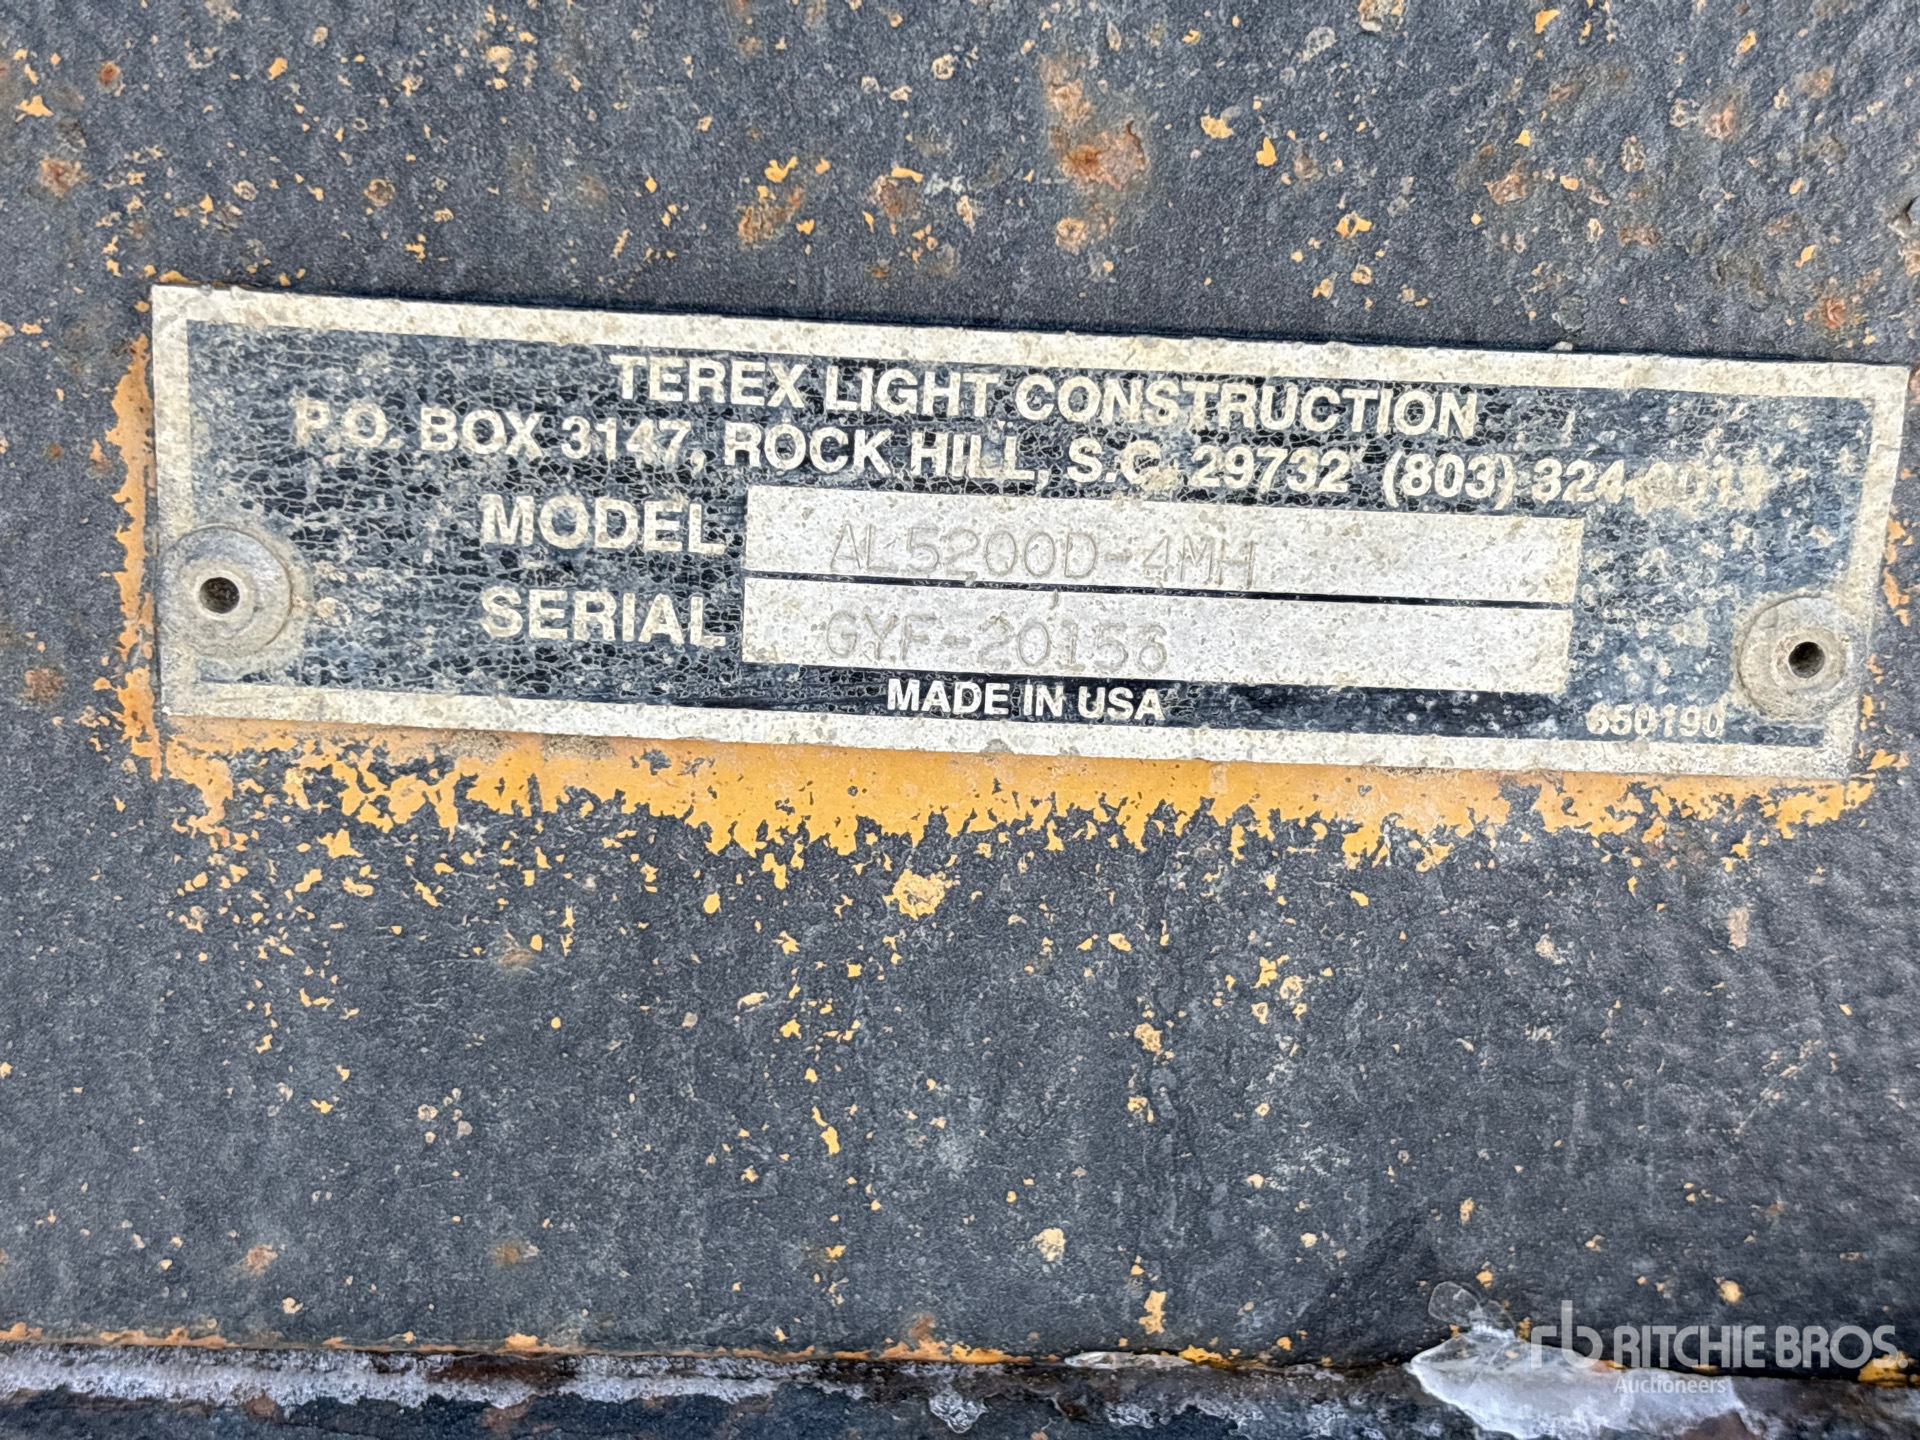 TEREX LIGHT CONSTRUCTION
P.O. BOX 3147, ROCK HILL, S.C. 29732 (803)
MODEL AL5200D-4MH
SERIAL GYF-20156
MADE IN USA
650190
rb RITCHIE BROS.
Auctioneers